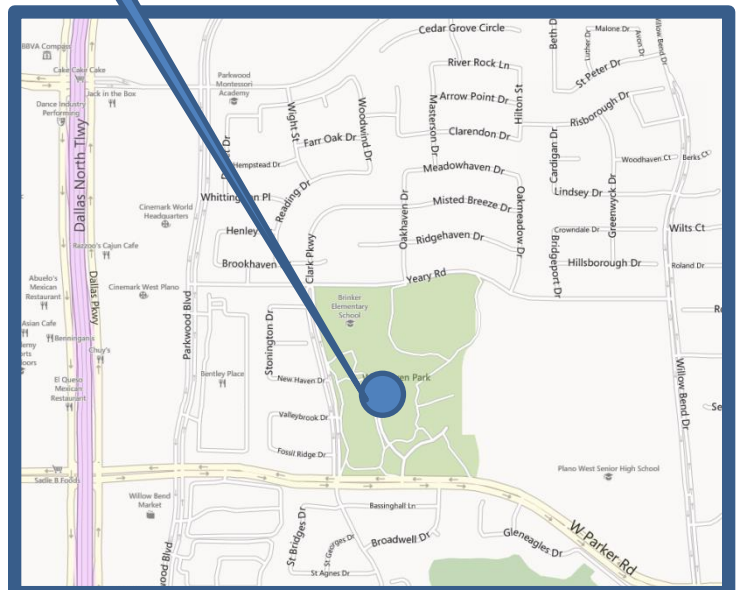 Cedar Grove Circle
Beth Dr
Malone Dr
Luther Dr
Avon Dr
Willow Bend Dr
BBVA Compass
River Rock Ln
St Peter Dr
Cake Cake Cake
Parkwood
Montessori
Academy
Jack in the Box
Arrow Point Dr
Hilton St
Masterson Dr
Risborough Dr
Dance Industry
Performing
Wight St
Woodwind Dr
Farr Oak Dr
Clarendon Dr
Cardigan Dr
Woodhaven Ct
Berks Ct
Dallas North Tlwy
Hempstead Dr
Meadowhaven Dr
Reading Dr
Lindsey Dr
Greenwyck Dr
Oakmeadow Dr
Cinemark World
Headquarters
Misted Breeze Dr
Oakhaven Dr
Crowndale Dr
Wilts Ct
Henley
Ridgehaven Dr
Bridgeport Dr
Razzoo's Cajun Cafe
Brookhaven
Clark Pkwy
Hillsborough Dr
Roland Dr
Abuelo's
Mexican
Restaurant
Dallas Pkwy
Cinemark West Plano
Yeary Rd
Parkwood Blvd
Brinker
Elementary
School
Asian Cafe
Bennigans
Chuy's
Stonington Dr
El Queso
Mexican
Restaurant
Bentley Place
New Haven Dr
Park
Willow Bend Dr
Valleybrook Dr
Fossil Ridge Dr
Sadle B Foods
Plano West Senior High School
Willow Bend
Market
Bassinghall Ln
St Bridges Dr
St Georges Dr
Broadwell Dr
Gleneagles Dr
W Parker Rd
St Agnes Dr